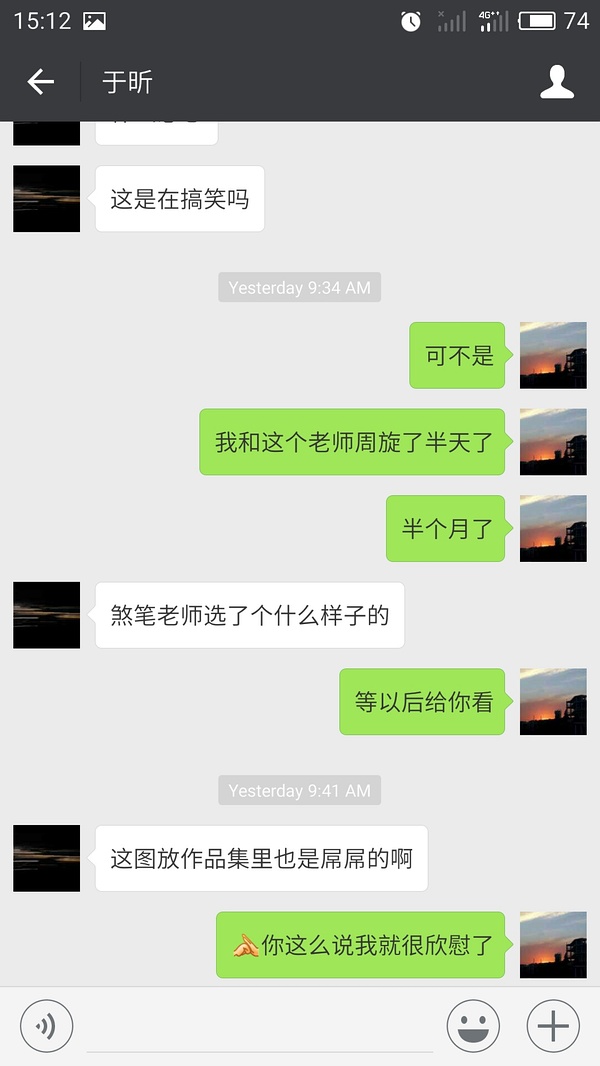 15:12
4G++
74
于昕
这是在搞笑吗
Yesterday 9:34 AM
可不是
我和这个老师周旋了半天了
半个月了
煞笔老师选了个什么样子的
等以后给你看
Yesterday 9:41 AM
这图放作品集里也是屌屌的啊
你这么说我就很欣慰了